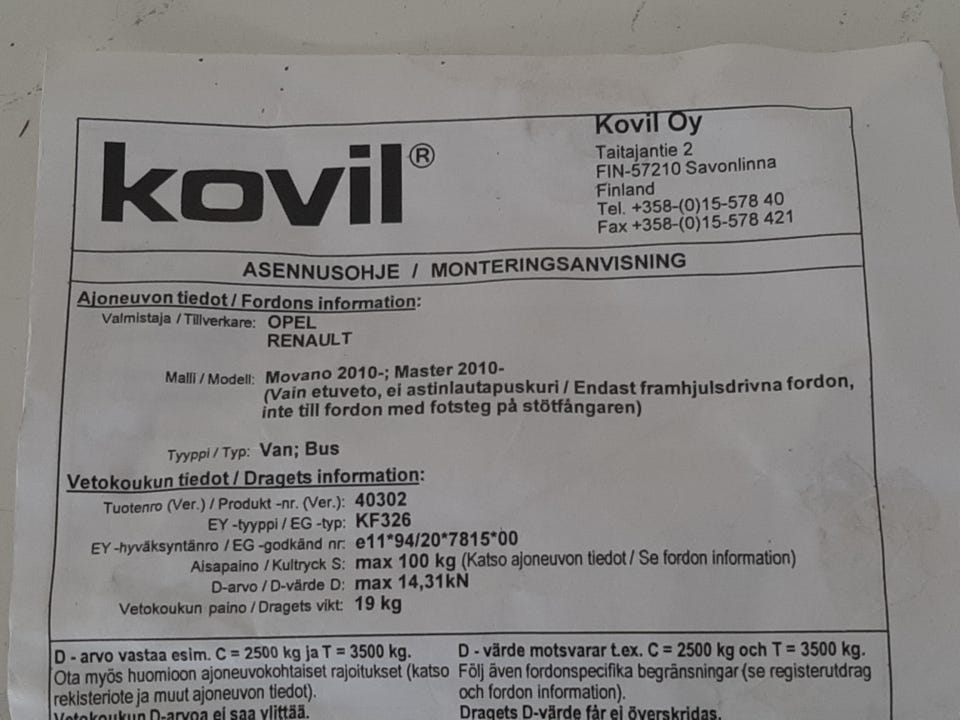 kovil®
Kovil Oy
Taitajantie 2
FIN-57210 Savonlinna
Finland
Tel. +358-(0)15-578 40
Fax +358-(0)15-578 421
ASENNUSOHJE / MONTERINGSANVISNING
Ajoneuvon tiedot / Fordons information:
Valmistaja / Tillverkare: OPEL
RENAULT
Malli / Modell: Movano 2010-; Master 2010-
(Vain etuveto, ei astinlautapuskuri / Endast framhjulsdrivna fordon,
inte till fordon med fotsteg på stötfångaren)
Tyyppi / Typ: Van; Bus
Vetokoukun tiedot / Dragets information:
Tuotenro (Ver.) / Produkt -nr. (Ver.): 40302
EY -tyyppi / EG -typ: KF326
EY -hyväksyntänro / EG -godkänd nr: e11*94/20*7815*00
Aisapaino / Kultryck S: max 100 kg (Katso ajoneuvon tiedot / Se fordon information)
D-arvo / D-värde D: max 14,31kN
Vetokoukun paino / Dragets vikt: 19 kg
D - arvo vastaa esim. C = 2500 kg ja T = 3500 kg.
Ota myös huomioon ajoneuvokohtaiset rajoitukset (katso
rekisteriote ja muut ajoneuvon tiedot).
Vetokoukun D-arvoa ei saa ylittää.
D - värde motsvarar t.ex. C = 2500 kg och T = 3500 kg.
Följ även fordonspecifika begränsningar (se registerutdrag
och fordon information).
Dragets D-värde får ej överskridas.